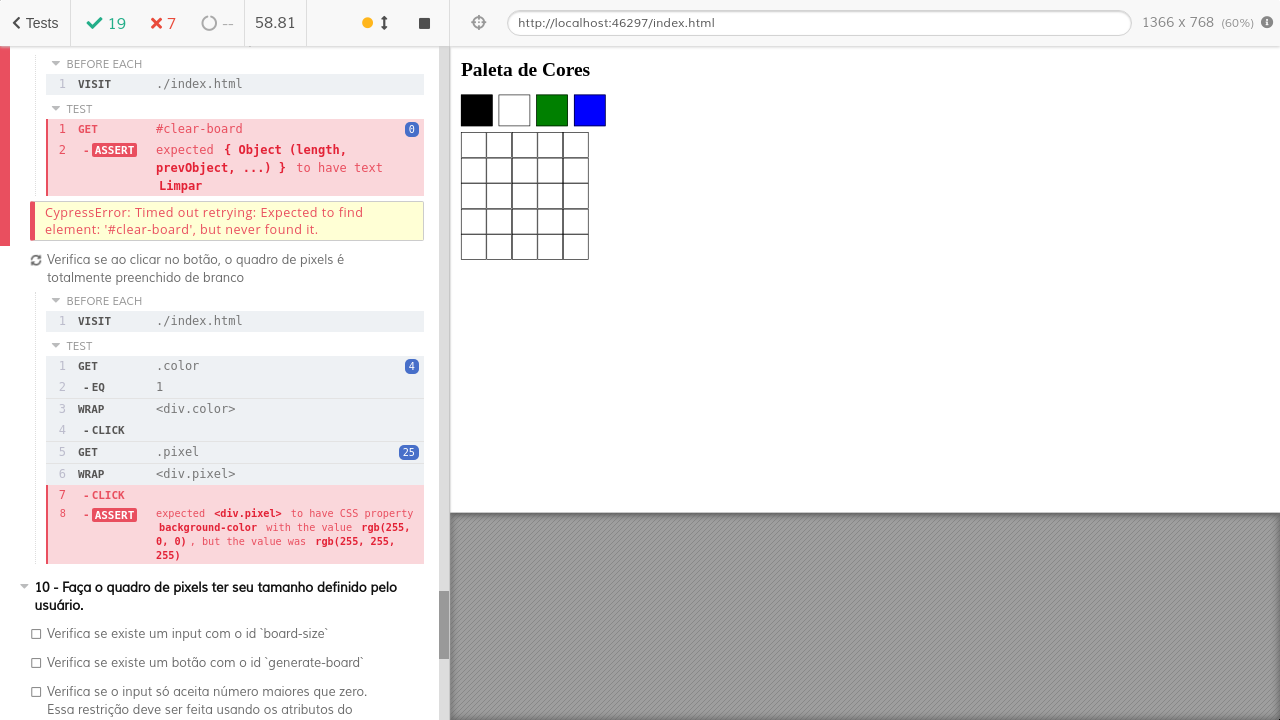 Tests
19
7
--
58.81
http://localhost:46297/index.html
1366 x 768 (60%)
BEFORE EACH
1 VISIT ./index.html
TEST
1 GET #clear-board 0
2 - ASSERT expected { Object (length,
prevObject, ...) } to have text
Limpar
CypressError: Timed out retrying: Expected to find
element: '#clear-board', but never found it.
Verifica se ao clicar no botão, o quadro de pixels é
totalmente preenchido de branco
BEFORE EACH
1 VISIT ./index.html
TEST
1 GET .color 4
2 - EQ 1
3 WRAP <div.color>
4 - CLICK
5 GET .pixel 25
6 WRAP <div.pixel>
7 - CLICK
8 - ASSERT expected <div.pixel> to have CSS property
background-color with the value rgb(255,
0, 0) , but the value was rgb(255, 255,
255)
10 - Faça o quadro de pixels ter seu tamanho definido pelo
usuário.
Verifica se existe um input com o id `board-size`
Verifica se existe um botão com o id `generate-board`
Verifica se o input só aceita número maiores que zero.
Essa restrição deve ser feita usando os atributos do
Paleta de Cores